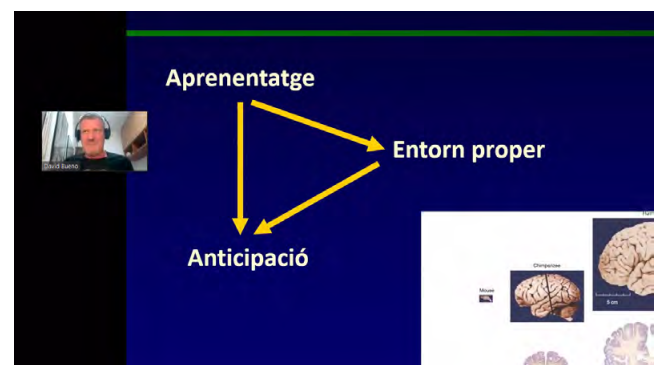 Aprenentatge
David Bueno
Entorn proper
Anticipació
Chimpanzee
Mouse
5 cm